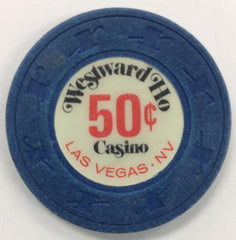 Westward Ho
50¢
Casino
LAS VEGAS · NV